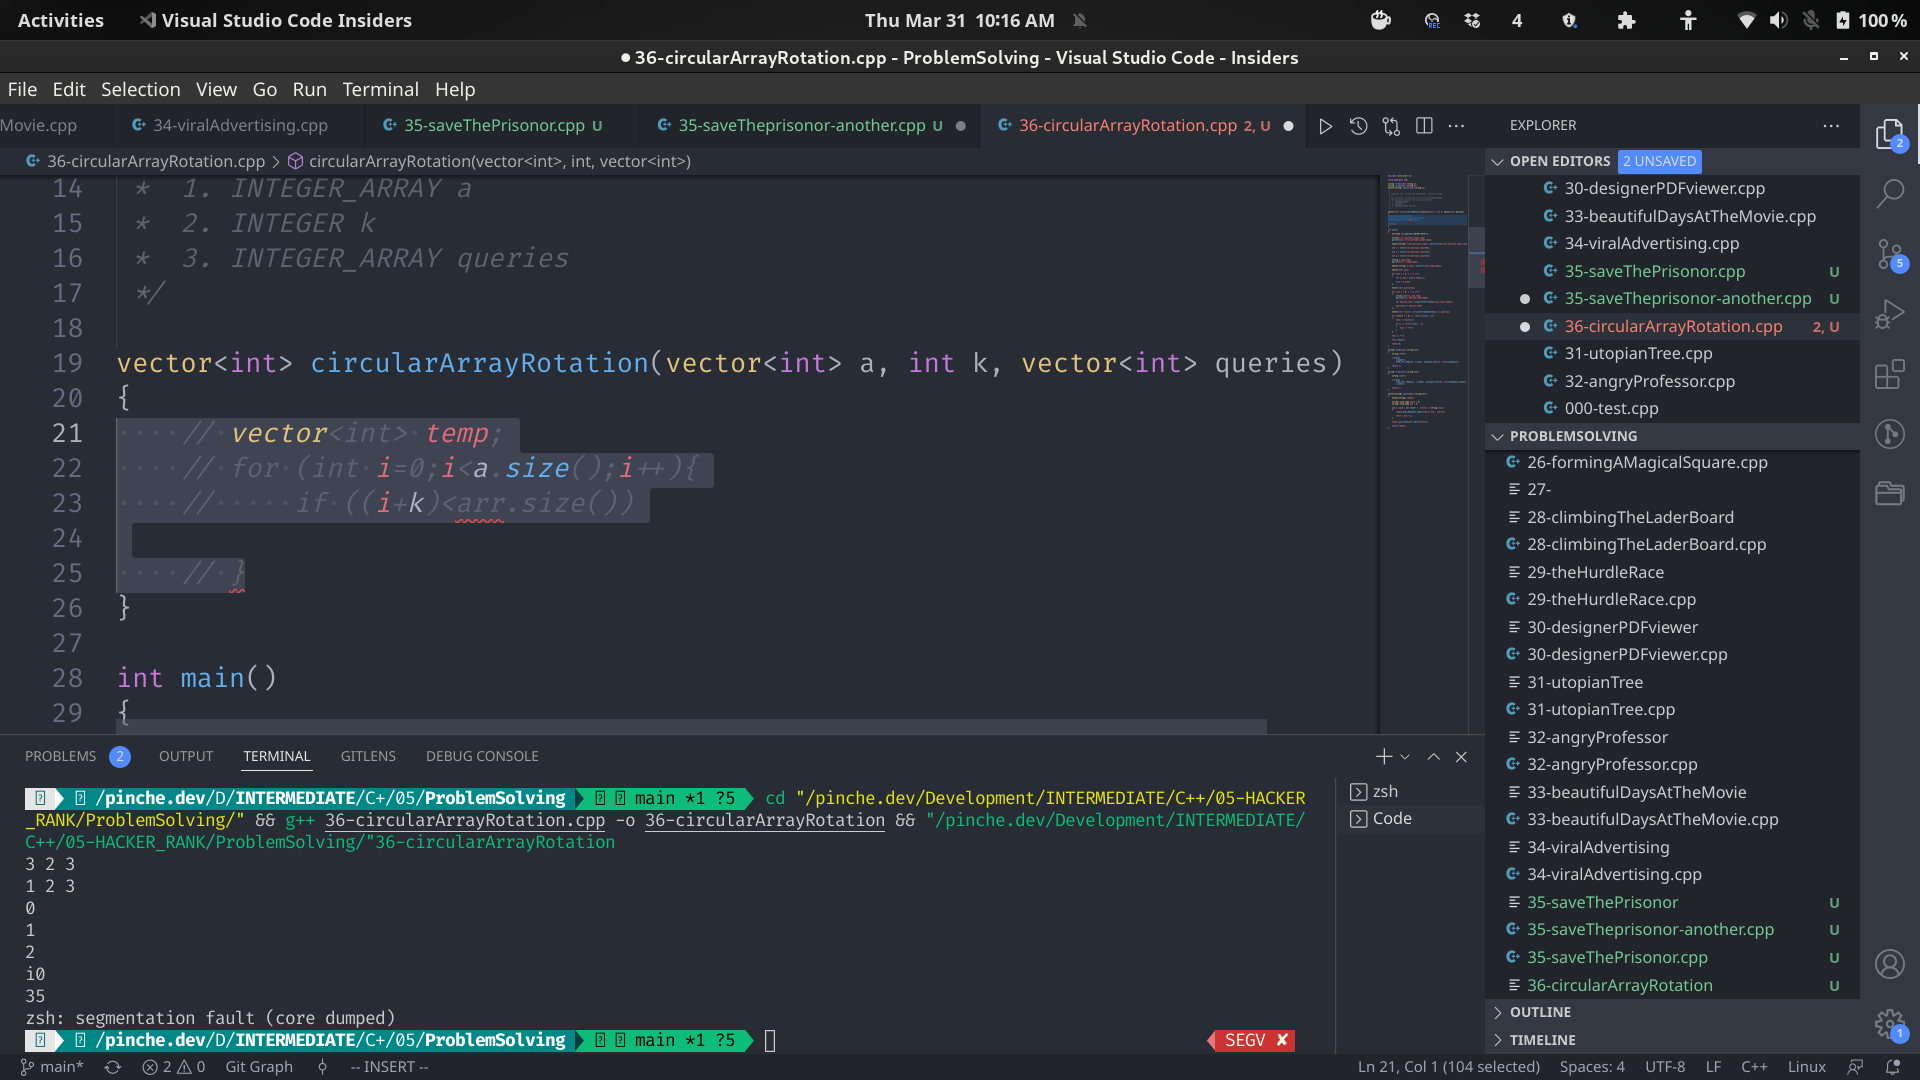 Activities
Visual Studio Code Insiders
Thu Mar 31 10:16 AM
4
100 %
● 36-circularArrayRotation.cpp - ProblemSolving - Visual Studio Code - Insiders
File Edit Selection View Go Run Terminal Help
Movie.cpp
34-viralAdvertising.cpp
35-saveThePrisonor.cpp U
35-saveTheprisonor-another.cpp U
36-circularArrayRotation.cpp 2, U
36-circularArrayRotation.cpp > circularArrayRotation(vector<int>, int, vector<int>)
14 * 1. INTEGER_ARRAY a
15 * 2. INTEGER k
16 * 3. INTEGER_ARRAY queries
17 */
18
19 vector<int> circularArrayRotation(vector<int> a, int k, vector<int> queries)
20 {
21 // vector<int> temp;
22 // for (int i=0;i<a.size();i++){
23 // if ((i+k)<arr.size())
24
25 // }
26 }
27
28 int main()
29 {
PROBLEMS 2 OUTPUT TERMINAL GITLENS DEBUG CONSOLE
/pinche.dev/D/INTERMEDIATE/C+/05/ProblemSolving main *1 ?5 cd "/pinche.dev/Development/INTERMEDIATE/C++/05-HACKER
_RANK/ProblemSolving/" && g++ 36-circularArrayRotation.cpp -o 36-circularArrayRotation && "/pinche.dev/Development/INTERMEDIATE/
C++/05-HACKER_RANK/ProblemSolving/"36-circularArrayRotation
3 2 3
1 2 3
0
1
2
i0
35
zsh: segmentation fault (core dumped)
/pinche.dev/D/INTERMEDIATE/C+/05/ProblemSolving main *1 ?5
SEGV ✘
zsh
Code
EXPLORER
OPEN EDITORS 2 UNSAVED
30-designerPDFviewer.cpp
33-beautifulDaysAtTheMovie.cpp
34-viralAdvertising.cpp
35-saveThePrisonor.cpp U
35-saveTheprisonor-another.cpp U
36-circularArrayRotation.cpp 2, U
31-utopianTree.cpp
32-angryProfessor.cpp
000-test.cpp
PROBLEMSOLVING
26-formingAMagicalSquare.cpp
27-
28-climbingTheLaderBoard
28-climbingTheLaderBoard.cpp
29-theHurdleRace
29-theHurdleRace.cpp
30-designerPDFviewer
30-designerPDFviewer.cpp
31-utopianTree
31-utopianTree.cpp
32-angryProfessor
32-angryProfessor.cpp
33-beautifulDaysAtTheMovie
33-beautifulDaysAtTheMovie.cpp
34-viralAdvertising
34-viralAdvertising.cpp
35-saveThePrisonor U
35-saveTheprisonor-another.cpp U
35-saveThePrisonor.cpp U
36-circularArrayRotation U
OUTLINE
TIMELINE
2
5
1
main* 2 0 Git Graph -- INSERT --
Ln 21, Col 1 (104 selected) Spaces: 4 UTF-8 LF C++ Linux